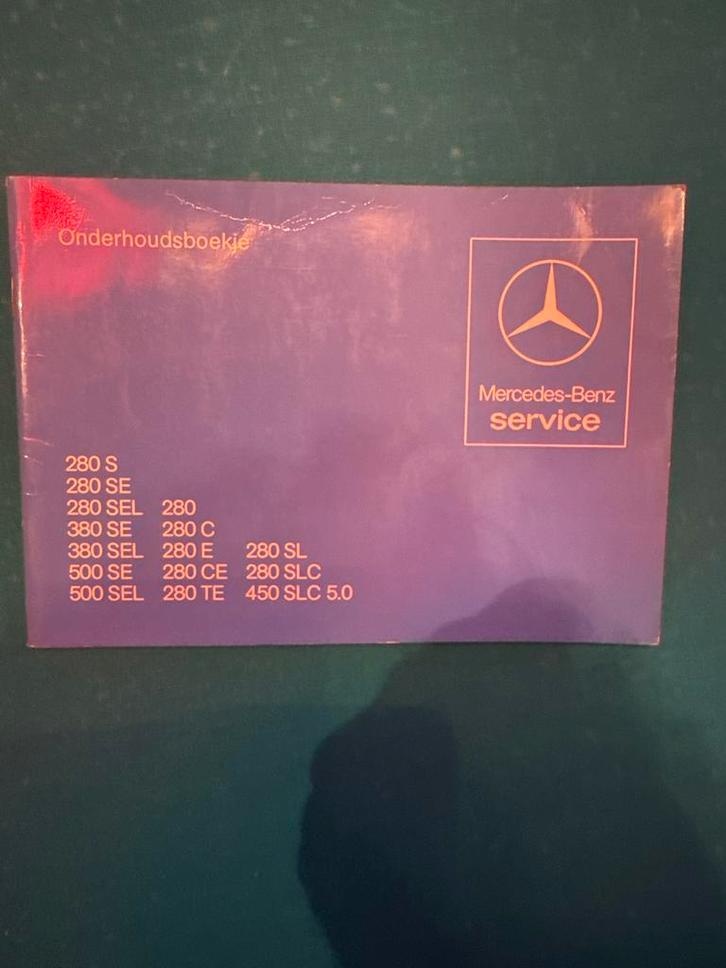 Onderhoudsboekje
Mercedes-Benz
service
280 S
280 SE
280 SEL 280
380 SE 280 C
380 SEL 280 E 280 SL
500 SE 280 CE 280 SLC
500 SEL 280 TE 450 SLC 5.0